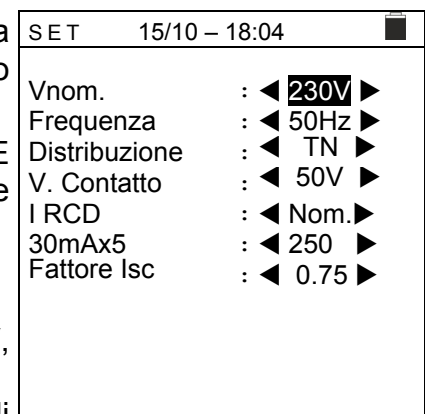 a
o
E
e
,
li
SET 15/10 – 18:04
Vnom. : ◀ 230V ▶
Frequenza : ◀ 50Hz ▶
Distribuzione : ◀ TN ▶
V. Contatto : ◀ 50V ▶
I RCD : ◀ Nom.▶
30mAx5 : ◀ 250 ▶
Fattore Isc : ◀ 0.75 ▶